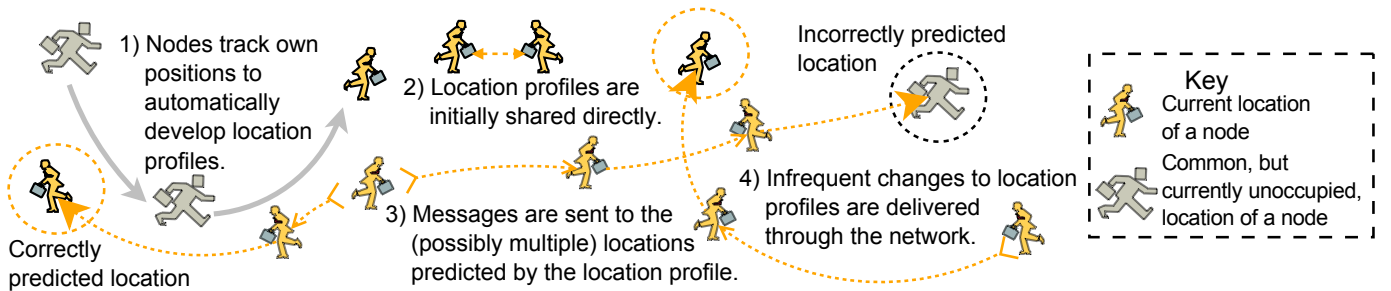 1) Nodes track own
positions to
automatically
develop location
profiles.
2) Location profiles are
initially shared directly.
Incorrectly predicted
location
3) Messages are sent to the
(possibly multiple) locations
predicted by the location profile.
4) Infrequent changes to location
profiles are delivered
through the network.
Correctly
predicted location
Key
Current location
of a node
Common, but
currently unoccupied,
location of a node